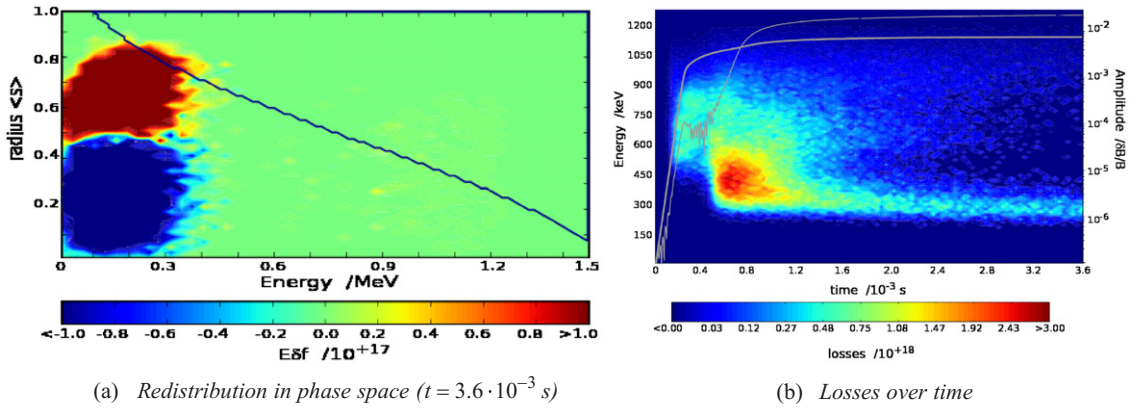 1.0
0.8
0.6
0.4
0.2
radius <s>
0 0.3 0.6 0.9 1.2 1.5
Energy /MeV
<-1.0 -0.8 -0.6 -0.4 -0.2 0.0 0.2 0.4 0.6 0.8 >1.0
Eδf /10⁺¹⁷
(a) Redistribution in phase space (t = 3.6·10⁻³ s)
1200
1050
900
750
600
450
300
150
Energy /keV
10⁻²
10⁻³
10⁻⁴
10⁻⁵
10⁻⁶
Amplitude /δB/B
0 0.4 0.8 1.2 1.6 2.0 2.4 2.8 3.2 3.6
time /10⁻³ s
<0.00 0.03 0.12 0.27 0.48 0.75 1.08 1.47 1.92 2.43 >3.00
losses /10⁺¹⁸
(b) Losses over time